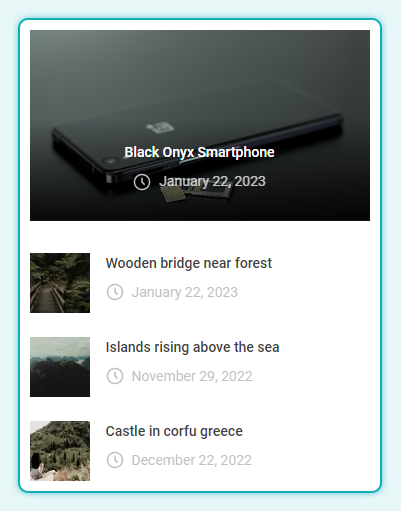 Black Onyx Smartphone
January 22, 2023
Wooden bridge near forest
January 22, 2023
Islands rising above the sea
November 29, 2022
Castle in corfu greece
December 22, 2022